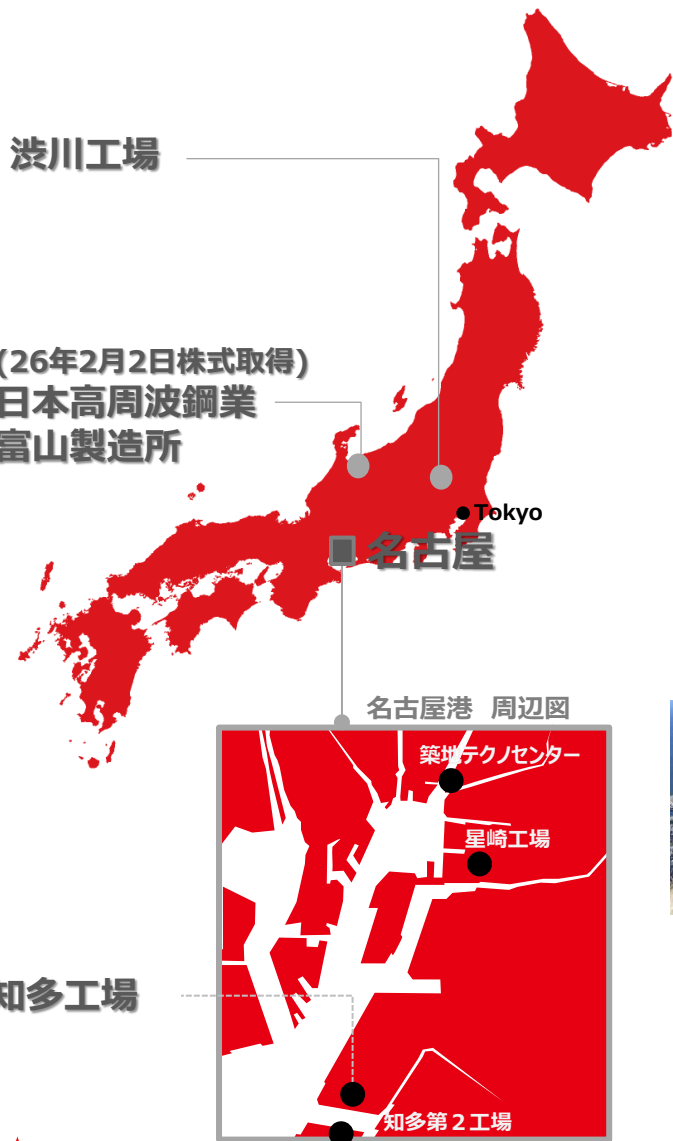 渋川工場
(26年2月2日株式取得)
日本高周波鋼業
富山製造所
Tokyo
名古屋
名古屋港 周辺図
築地テクノセンター
星崎工場
知多工場
知多第２工場